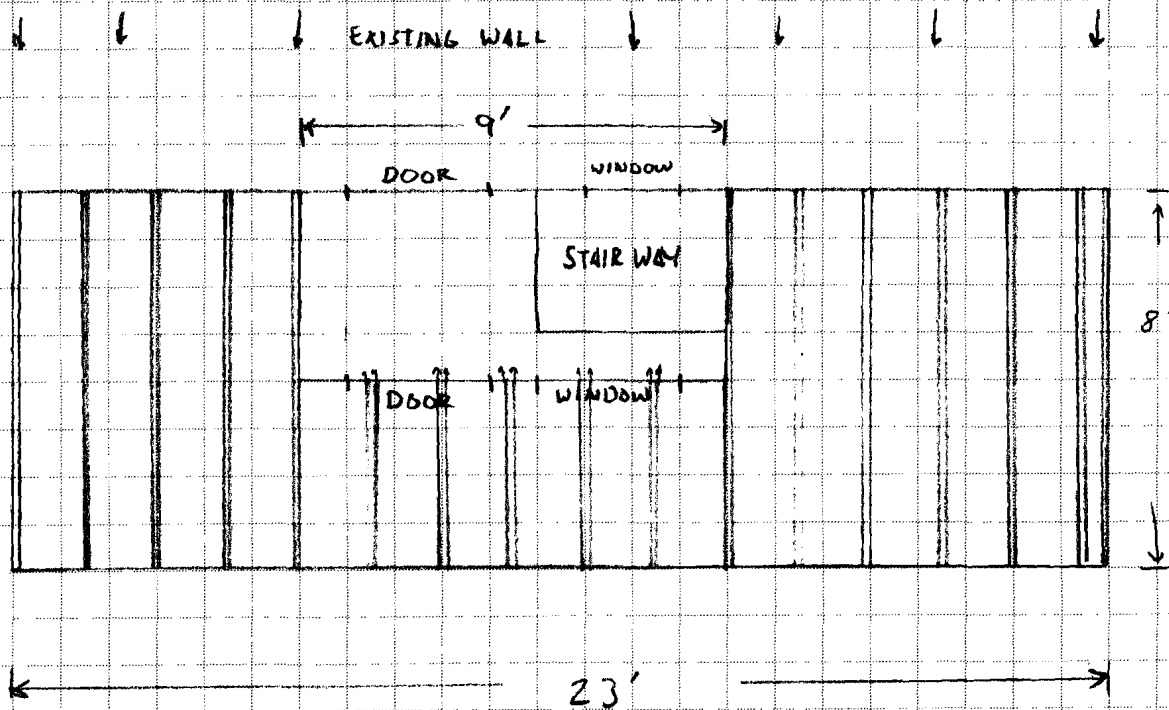 EXISTING WALL
9'
DOOR
WINDOW
STAIR WAY
8'
DOOR
WINDOW
23'